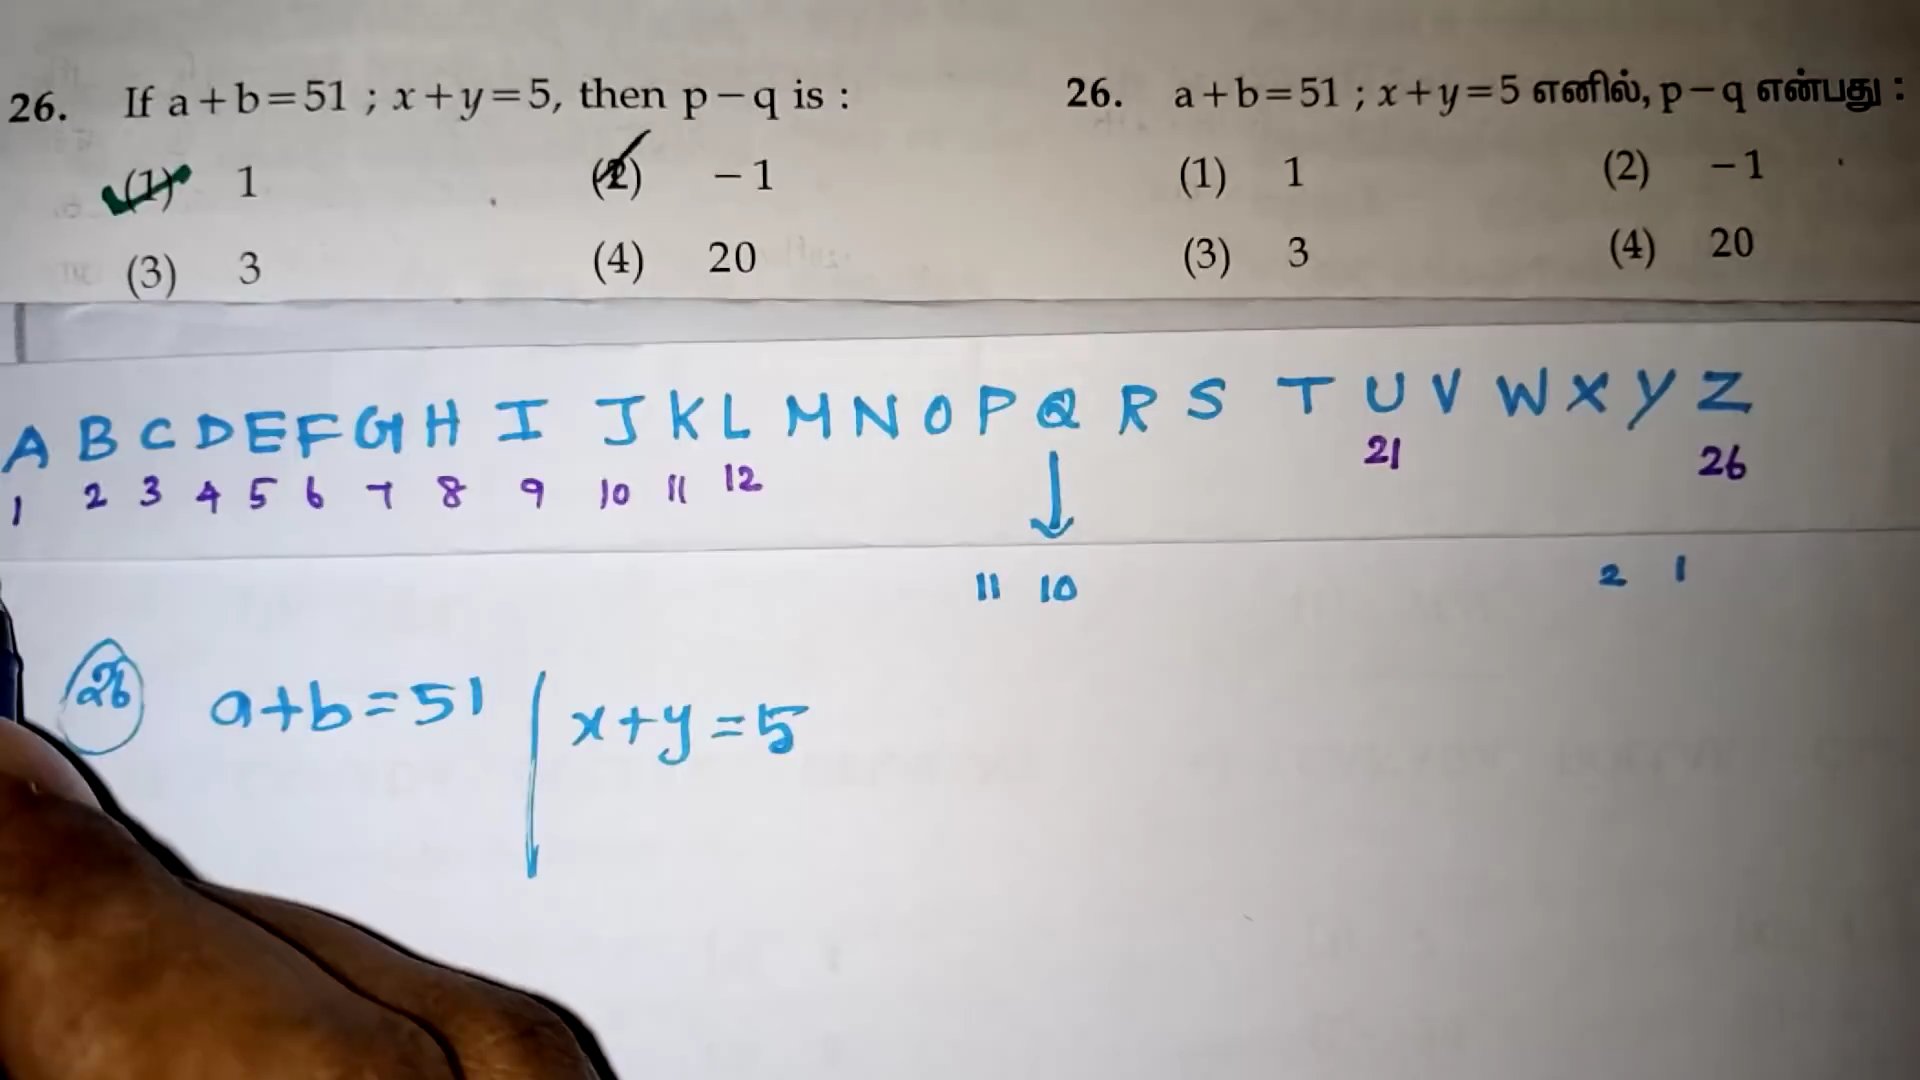 26. If a+b=51 ; x+y=5, then p−q is :
(1) 1 (2) −1
(3) 3 (4) 20
26. a+b=51 ; x+y=5 எனில், p−q என்பது :
(1) 1 (2) −1
(3) 3 (4) 20
A B C D E F G H I J K L M N O P Q R S T U V W X Y Z
1 2 3 4 5 6 7 8 9 10 11 12 21 26
11 10 2 1
26 a+b=51 | x+y=5